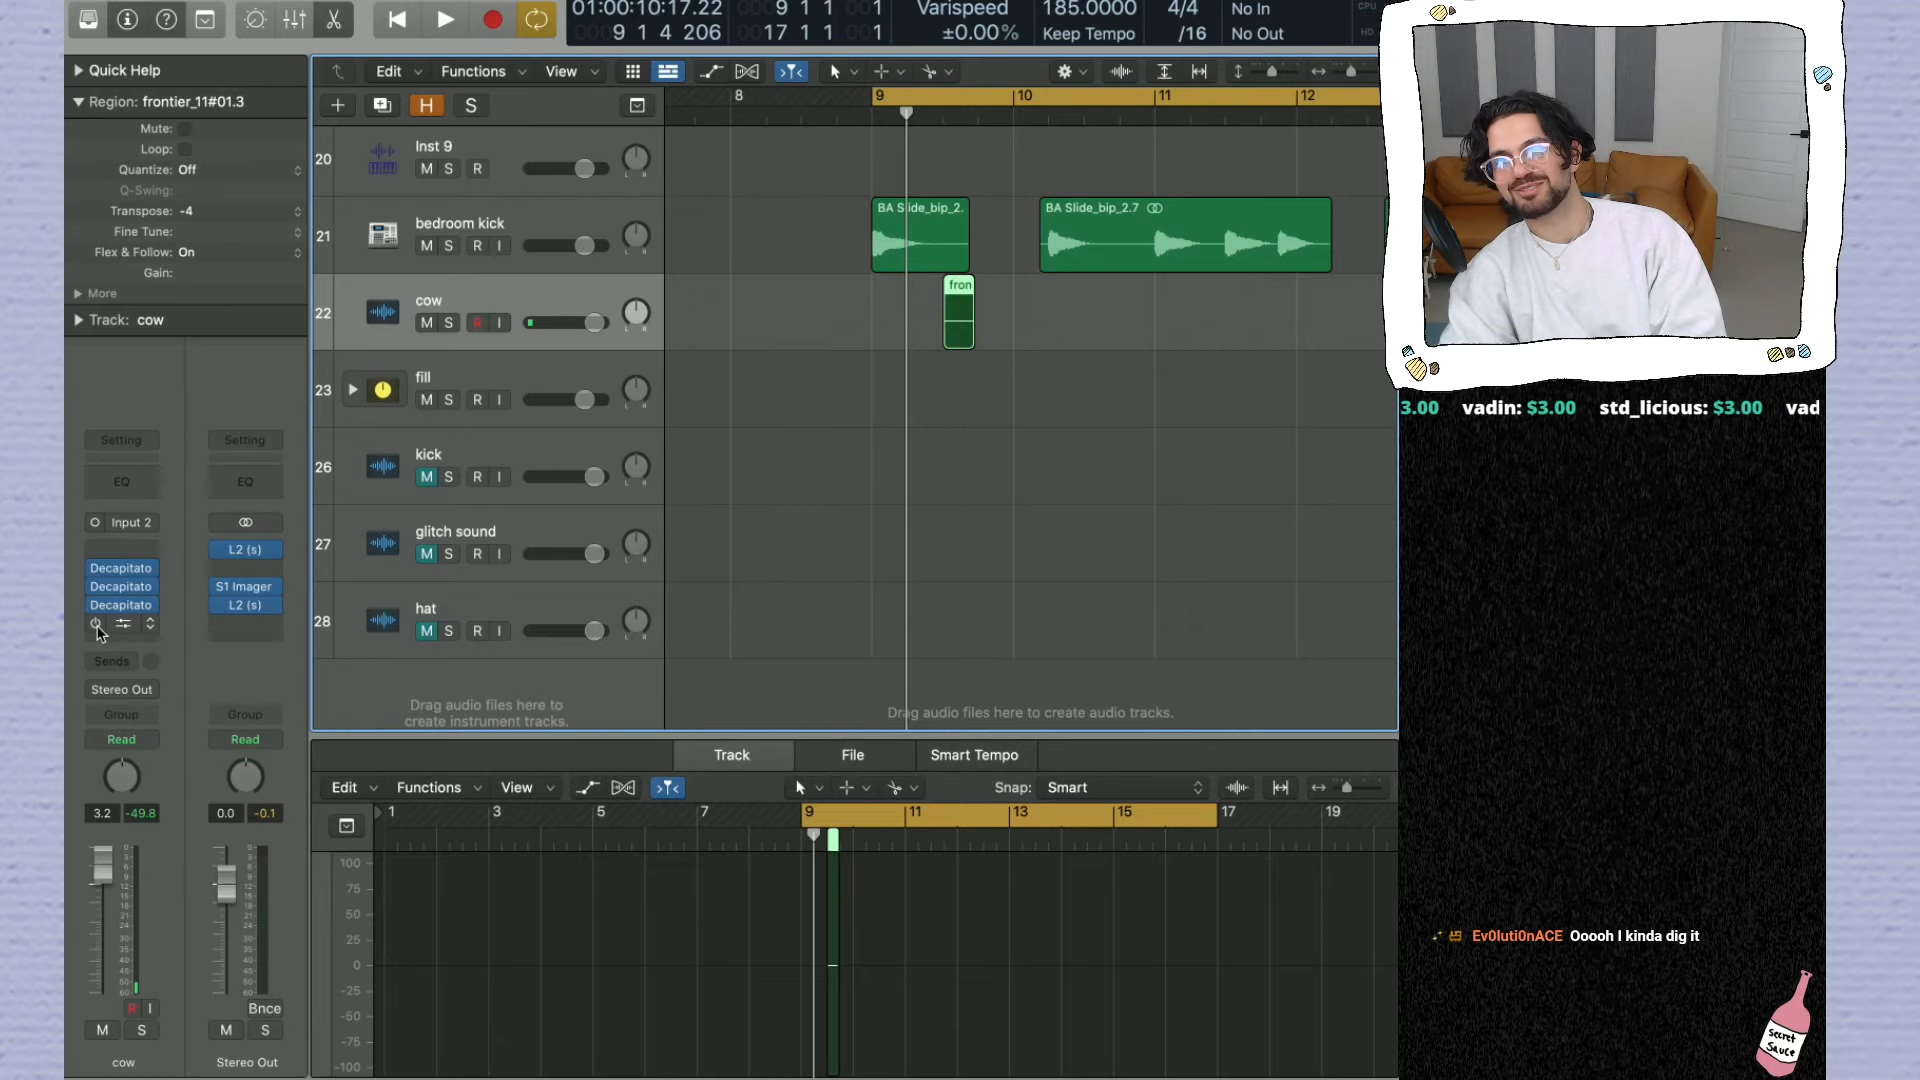 01:00:10:17.22
9 1 4 206
9 1 1 1
17 1 1 1
Varispeed
±0.00%
185.0000
Keep Tempo
4/4
/16
No In
No Out
CPU
HD
Quick Help
Region: frontier_11#01.3
Mute:
Loop:
Quantize: Off
Q-Swing:
Transpose: -4
Fine Tune:
Flex & Follow: On
Gain:
More
Track: cow
Edit Functions View
H S
8 9 10 11 12
20 Inst 9
M S R
21 bedroom kick
M S R I
BA Slide_bip_2.
BA Slide_bip_2.7
22 cow
M S R I
fron
23 fill
M S R I
26 kick
M S R I
27 glitch sound
M S R I
28 hat
M S R I
Drag audio files here to
create instrument tracks.
Drag audio files here to create audio tracks.
Setting Setting
EQ EQ
Input 2
L2 (s)
Decapitato
Decapitato S1 Imager
Decapitato L2 (s)
Sends
Stereo Out
Group Group
Read Read
3.2 -49.8 0.0 -0.1
R I Bnce
M S M S
cow Stereo Out
Track File Smart Tempo
Edit Functions View Snap: Smart
1 3 5 7 9 11 13 15 17 19
100
75
50
25
0
-25
-50
-75
-100
3.00 vadin: $3.00 std_licious: $3.00 vad
Ev0luti0nACE Ooooh I kinda dig it
Secret
Sauce